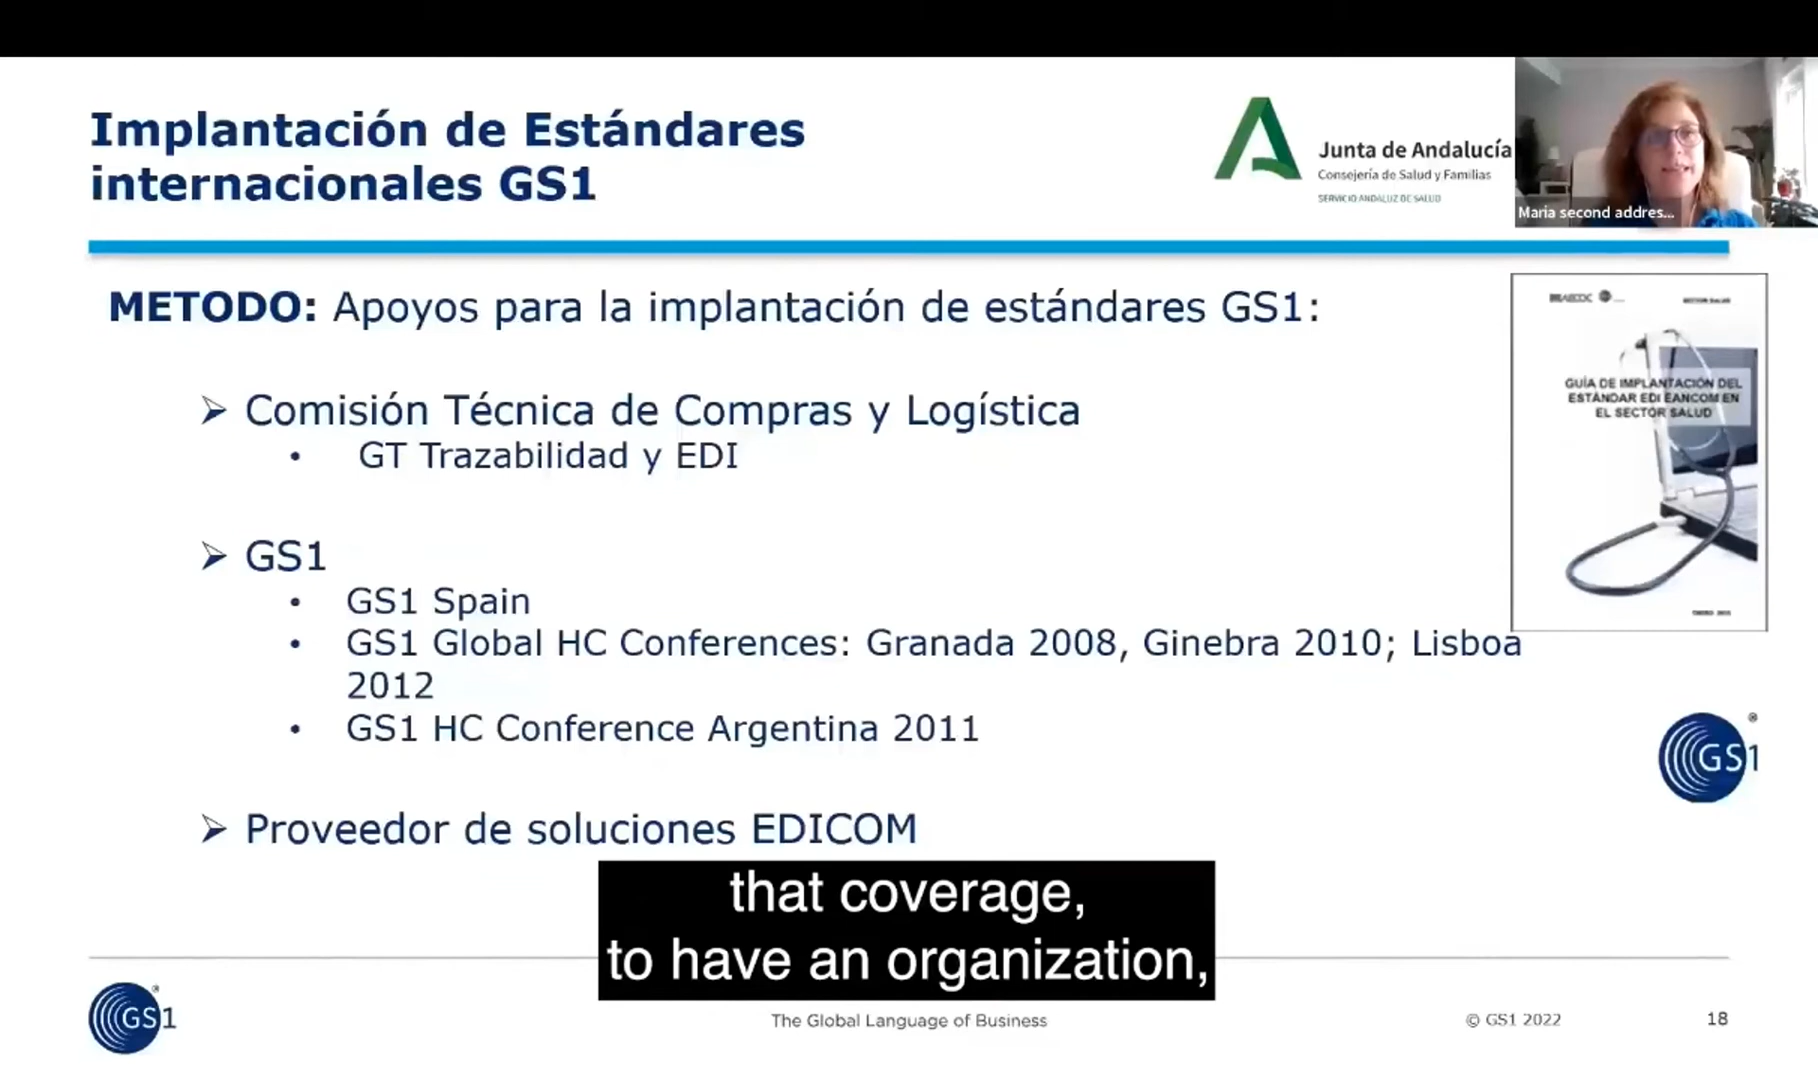 Implantación de Estándares
internacionales GS1
Junta de Andalucía
Consejería de Salud y Familias
SERVICIO ANDALUZ DE SALUD
Maria second addres...
METODO: Apoyos para la implantación de estándares GS1:
Comisión Técnica de Compras y Logística
• GT Trazabilidad y EDI
GS1
• GS1 Spain
• GS1 Global HC Conferences: Granada 2008, Ginebra 2010; Lisboa
2012
• GS1 HC Conference Argentina 2011
Proveedor de soluciones EDICOM
SECTOR SALUD
GUÍA DE IMPLANTACIÓN DEL
ESTÁNDAR EDI EANCOM EN
EL SECTOR SALUD
GS1
®
that coverage,
to have an organization,
GS1
®
The Global Language of Business
© GS1 2022
18